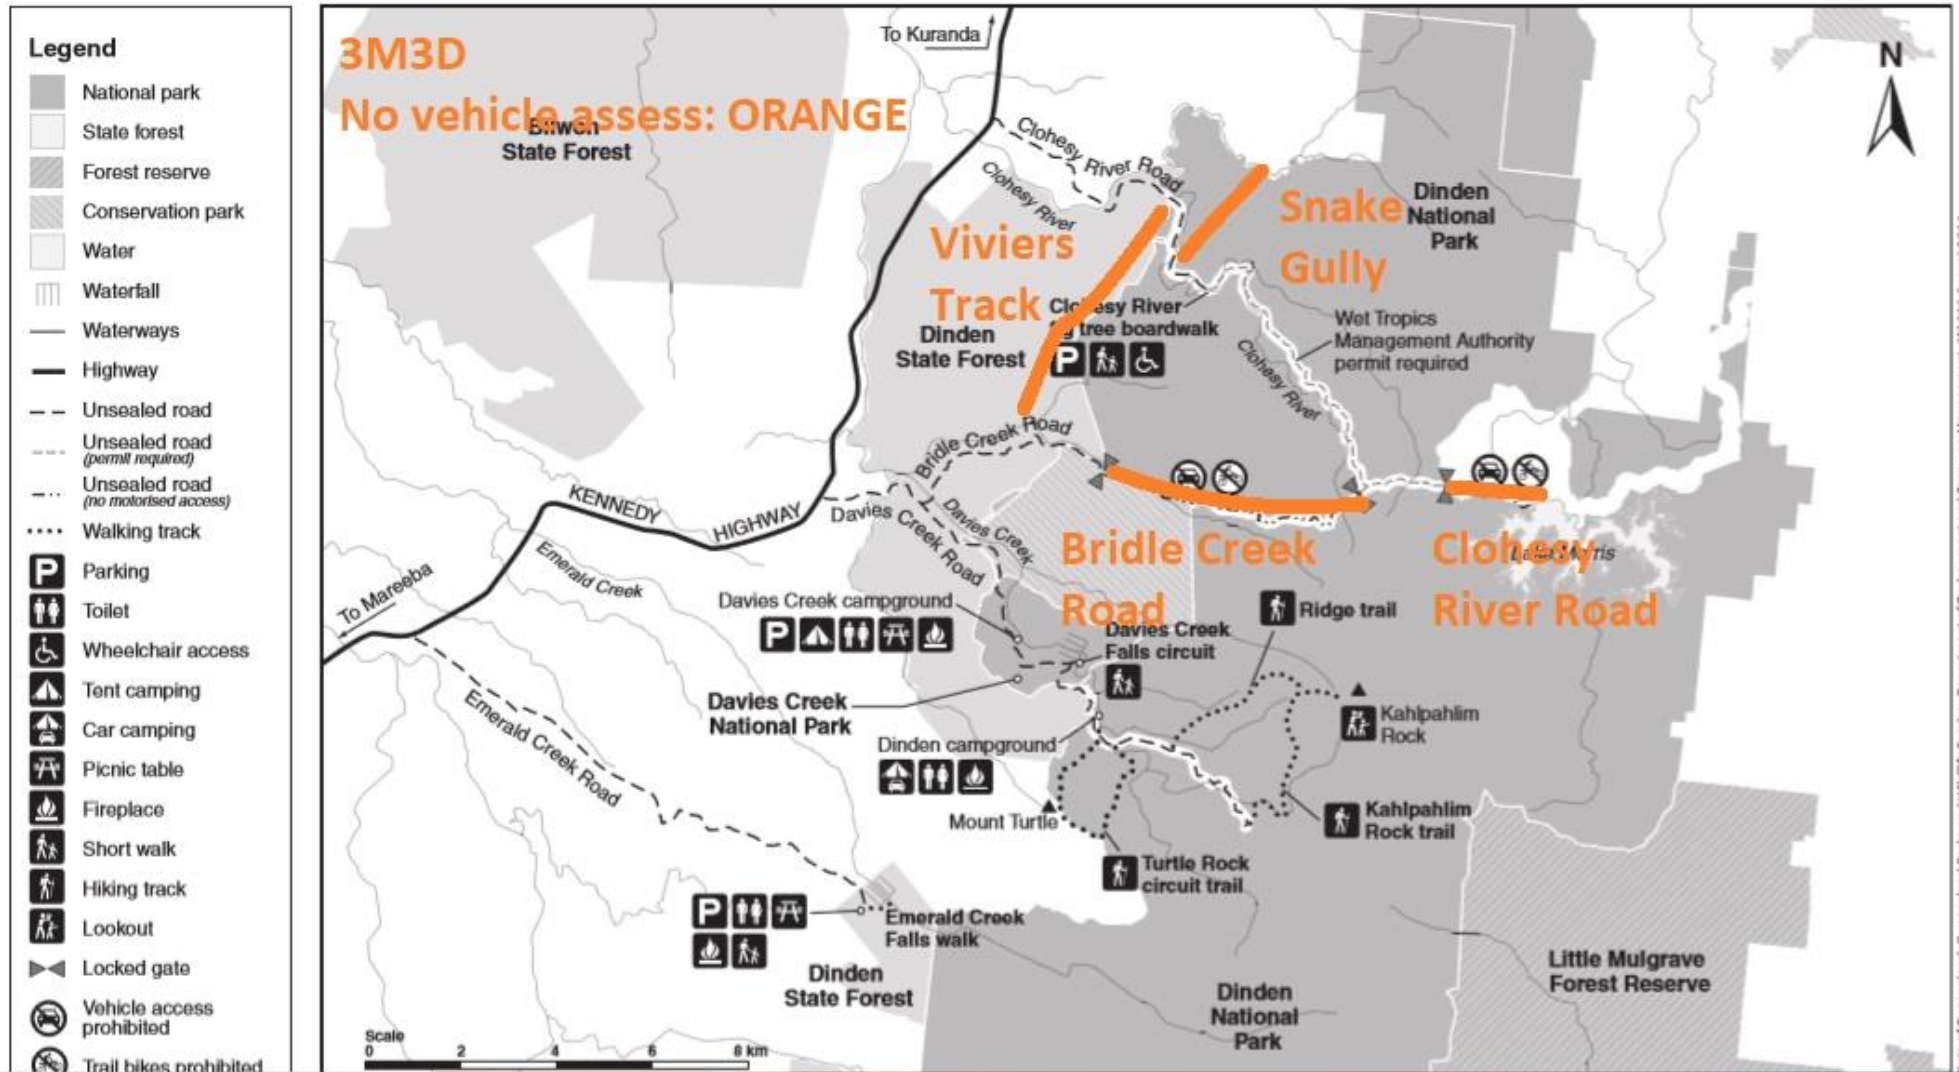 Legend
National park
State forest
Forest reserve
Conservation park
Water
Waterfall
Waterways
Highway
Unsealed road
Unsealed road
(permit required)
Unsealed road
(no motorised access)
Walking track
P Parking
Toilet
Wheelchair access
Tent camping
Car camping
Picnic table
Fireplace
Short walk
Hiking track
Lookout
Locked gate
Vehicle access
prohibited
Trail bikes prohibited
3M3D
No vehicle assess: ORANGE
State Forest
To Kuranda
N
Clohesy River Road
Clohesy River
Snake
Gully
Dinden
National
Park
Viviers
Track
Clohesy River
tree boardwalk
P
Dinden
State Forest
Wet Tropics
Management Authority
permit required
Clohesy River
Bridle Creek Road
KENNEDY
HIGHWAY
Davies Creek Road
Davies Creek
Bridle Creek
Road
Clohesy
River Road
To Mareeba
Emerald Creek
Davies Creek campground
P
Ridge trail
Davies Creek
Falls circuit
Davies Creek
National Park
Kahlpahlim
Rock
Emerald Creek Road
Dinden campground
Mount Turtle
Kahlpahlim
Rock trail
Turtle Rock
circuit trail
P
Emerald Creek
Falls walk
Dinden
State Forest
Dinden
National
Park
Little Mulgrave
Forest Reserve
Scale
0 2 4 6 8 km